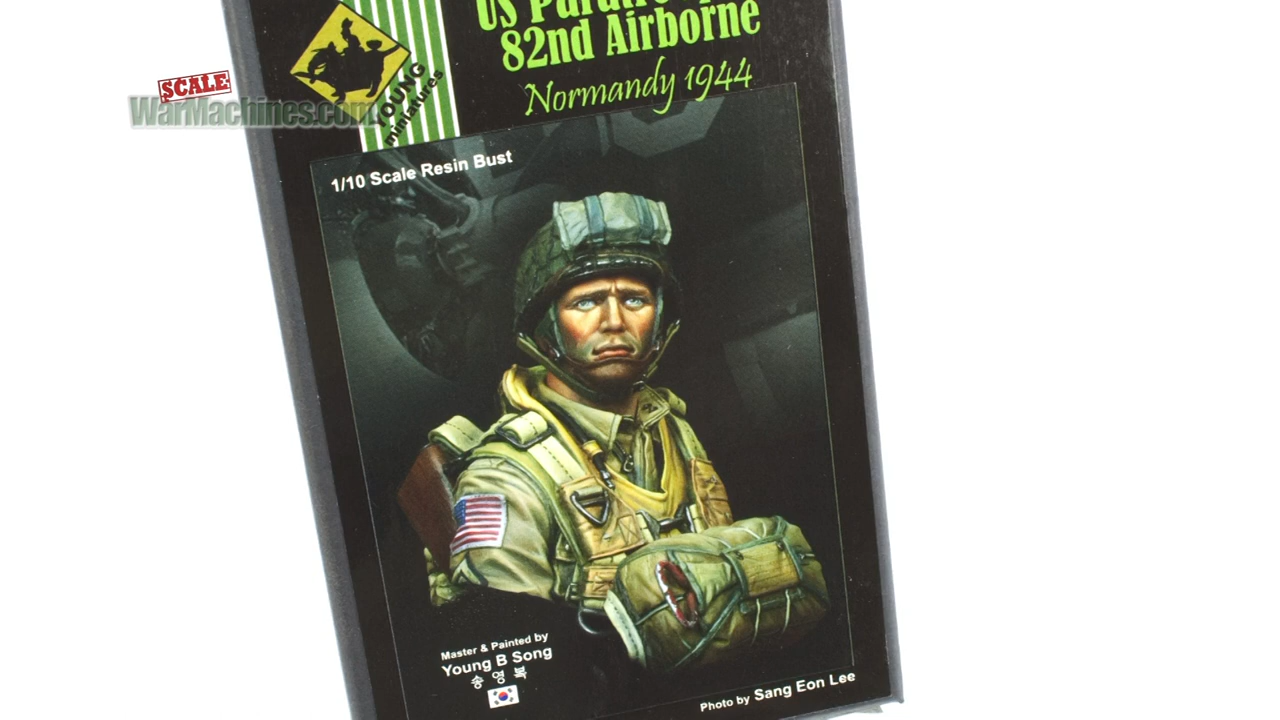 US
82nd Airborne
Normandy 1944
YOUNG
miniatures
SCALE
WarMachines.com
1/10 Scale Resin Bust
Master & Painted by
Young B Song
송영복
Photo by Sang Eon Lee